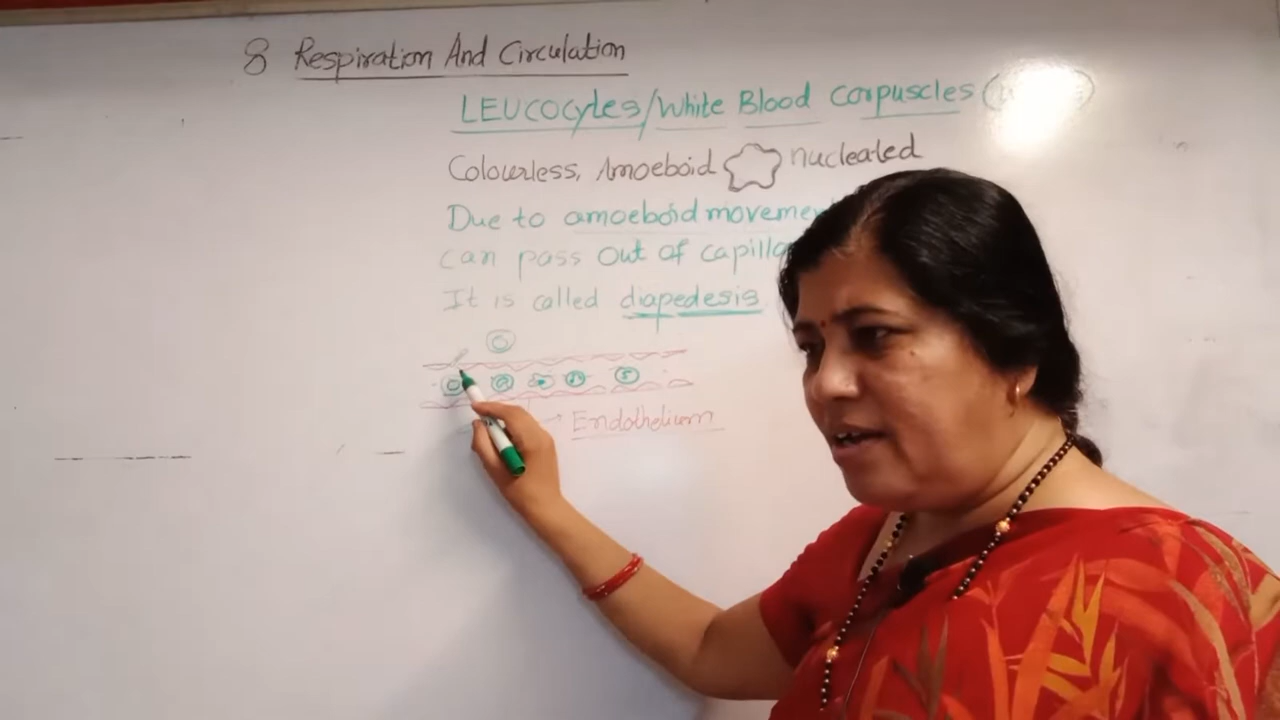 8 Respiration And Circulation
LEUCOCYTES/White Blood Corpuscles
Colourless, Amoeboid nucleated
Due to amoeboid movement
can pass out of
It is called diapedesis
Endothelium